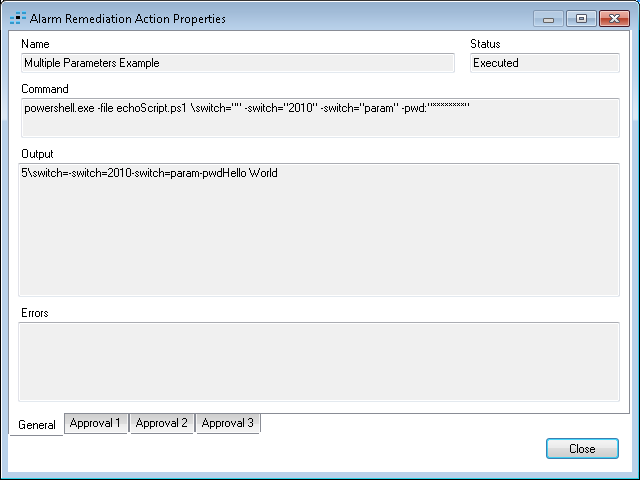 Alarm Remediation Action Properties
Name
Status
Multiple Parameters Example
Executed
Command
powershell.exe -file echoScript.ps1 \switch="" -switch="2010" -switch="param" -pwd:"*********"
Output
5\switch=-switch=2010-switch=param-pwdHello World
Errors
General
Approval 1
Approval 2
Approval 3
Close